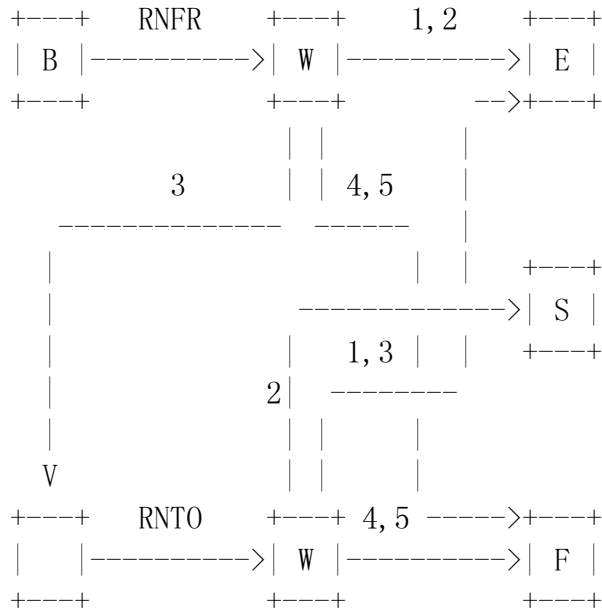 +---+   RNFR    +---+    1,2    +---+
| B |---------->| W |---------->| E |
+---+           +---+        -->+---+
                 | |        |
          3      | | 4,5    |
   --------------   ------  |
  |                       | |   +---+
  |               ------------->| S |
  |              |   1,3  | |   +---+
  |             2|  --------
  |              | |      |
  V              | |      |
+---+   RNTO    +---+ 4,5 ----->+---+
|   |---------->| W |---------->| F |
+---+           +---+           +---+